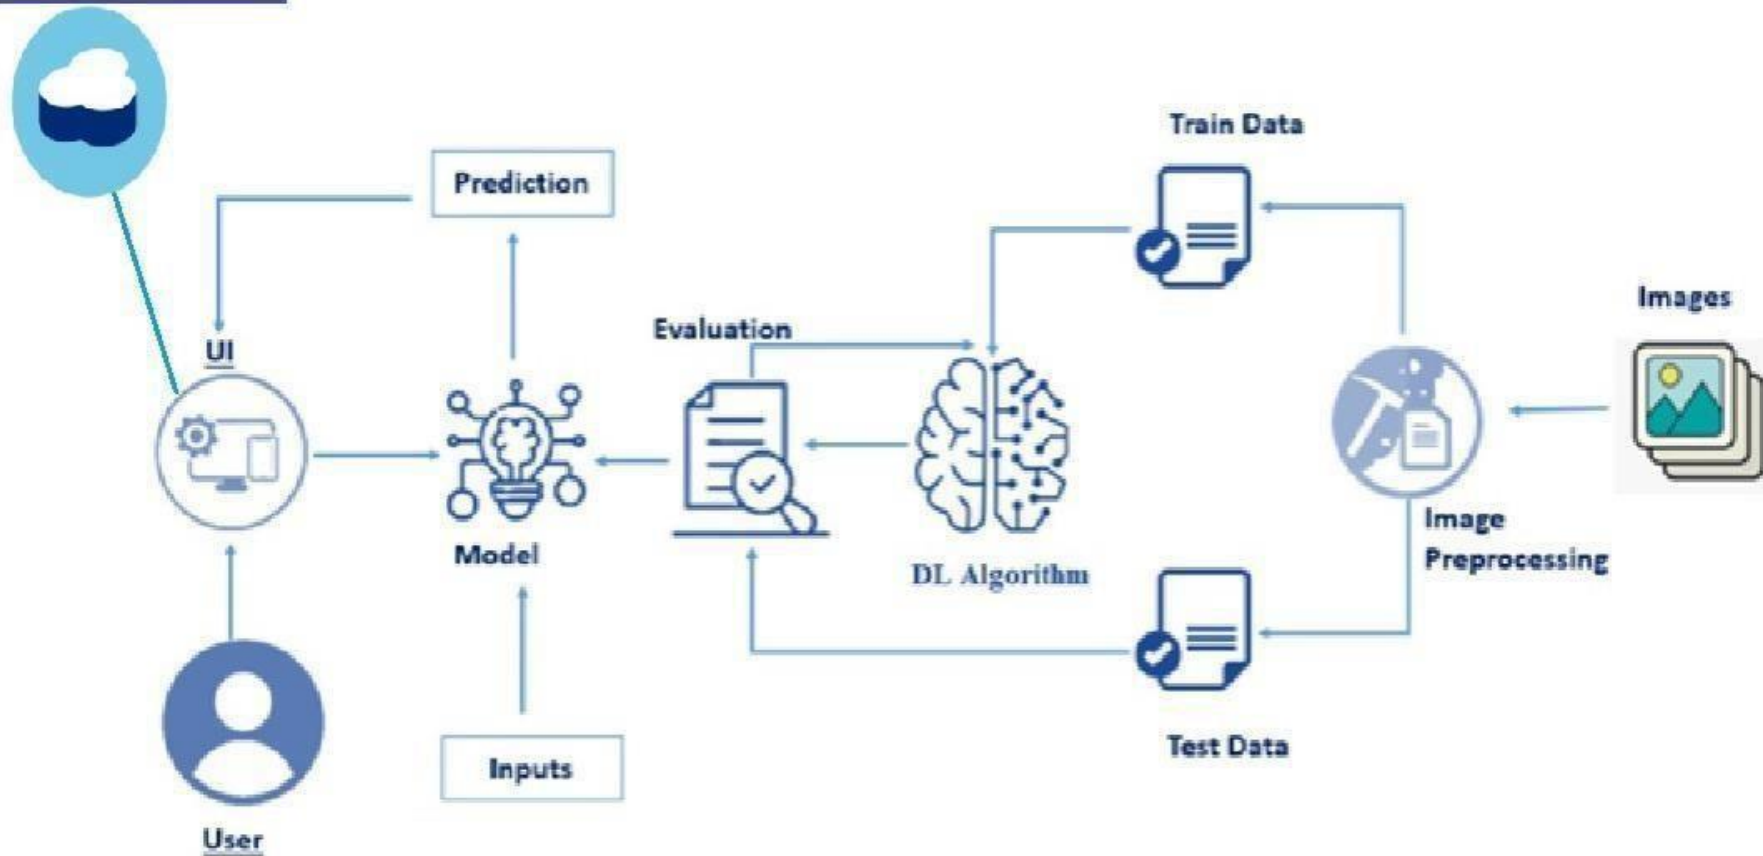 Train Data
Prediction
Images
Evaluation
UI
Image
Preprocessing
Model
DL Algorithm
Test Data
Inputs
User